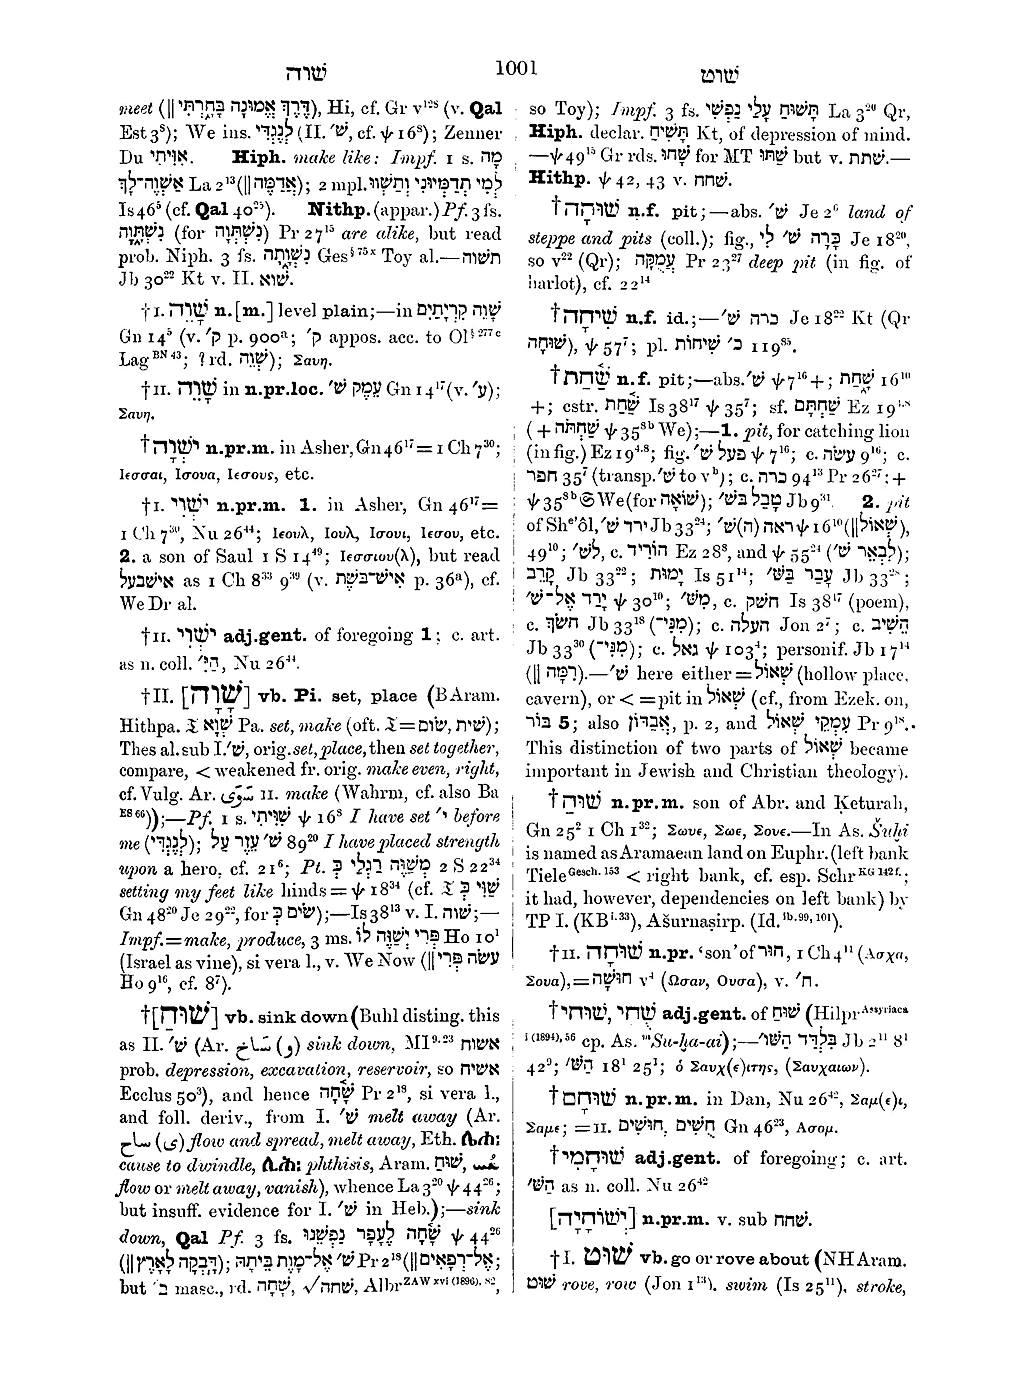 שׁוה
1001
שׁוט
meet (|| דֶּרֶךְ אֱמוּנָה בָּחָ֑רְתִּי), Hi, cf. Gr v¹²⁸ (v. Qal
Est 3⁸); We ins. לְנֶגְדִּי (II. שׁ׳, cf. ψ 16⁸); Zenner
Du אִוִּיתִי. Hiph. make like: Impf. 1 s. מָה
אַשְׁוֶה־לָּךְ La 2¹³ (|| אֲדַמֶּה); 2 mpl. לְמִי תְדַמְּיוּנִי וְתַשְׁווּ
Is 46⁵ (cf. Qal 40²⁵). Nithp. (appar.) Pf. 3 fs.
נִשְׁתָּוָה (for נִשְׁתַּוְּתָה) Pr 27¹⁵ are alike, but read
prob. Niph. 3 fs. נִשְׁוָ֫תָה Ges§ ⁷⁵ˣ Toy al.—תשוה
Jb 30²² Kt v. II. שׁוא.
†I. שָׁוֵה n.[m.] level plain;—in שָׁוֵה קִרְיָתַיִם
Gn 14⁵ (v. ק׳ p. 900ᵃ; ק׳ appos. acc. to Ol§ ²⁷⁷ ᶜ
Lag ᴮᴺ ⁴³; ? rd. שְׁוֵה); Σαυη.
†II. שָׁוֵה in n.pr.loc. עֵמֶק שׁ׳ Gn 14¹⁷ (v. ע׳);
Σαυη.
†יִשְׁוָה n.pr.m. in Asher, Gn 46¹⁷ = 1 Ch 7³⁰;
Ιεσσαι, Ισουα, Ιεσους, etc.
†I. יִשְׁוִי n.pr.m. 1. in Asher, Gn 46¹⁷ =
1 Ch 7³⁰, Nu 26⁴⁴; Ιεουλ, Ιουλ, Ισουι, Ιεσου, etc.
2. a son of Saul 1 S 14⁴⁹; Ιεσσιου(λ), but read
אישבעל as 1 Ch 8³³ 9³⁹ (v. אִישׁ־בֹּשֶׁת p. 36ᵃ), cf.
We Dr al.
†II. יִשְׁוִי adj.gent. of foregoing 1; c. art.
as n. coll. הַיִּ׳, Nu 26⁴⁴.
†II. [שָׁוָה] vb. Pi. set, place (BAram.
Hithpa. 𝔗 שְׁוָא Pa. set, make (oft. 𝔗 = שׂוּם, שִׁית);
Thes al. sub I. שׁ׳, orig. set, place, then set together,
compare, < weakened fr. orig. make even, right,
cf. Vulg. Ar. سَوَّى II. make (Wahrm, cf. also Ba
ᴱˢ ⁶⁶));—Pf. 1 s. שִׁוִּיתִי ψ 16⁸ I have set י׳ before
me (לְנֶגְדִּי); שׁ׳ עֵזֶר עַל 89²⁰ I have placed strength
upon a hero, cf. 21⁶; Pt. מְשַׁוֶּה רַגְלַי כְּ 2 S 22³⁴
setting my feet like hinds = ψ 18³⁴ (cf. 𝔗 שַׁוִּי כְּ
Gn 48²⁰ Je 29²², for שׂים כְּ);—Is 38¹³ v. I. שׁוה;—
Impf. = make, produce, 3 ms. פְּרִי יְשַׁוֶּה לּוֹ Ho 10¹
(Israel as vine), si vera l., v. We Now (|| עשׂה פְּרִי
Ho 9¹⁶, cf. 8⁷).
†[שׁוּחַ] vb. sink down (Buhl disting. this
as II. שׁ׳ (Ar. سَاخَ (و) sink down, MI⁹·²³ אשוח
prob. depression, excavation, reservoir, so אשיח
Ecclus 50³), and hence שָׁ֫חָה Pr 2¹⁸, si vera l.,
and foll. deriv., from I. שׁ׳ melt away (Ar.
ساح (ى) flow and spread, melt away, Eth.
cause to dwindle, phthisis, Aram. שׁוּחַ,
flow or melt away, vanish), whence La 3²⁰ ψ 44²⁶;
but insuff. evidence for I. שׁ׳ in Heb.);—sink
down, Qal Pf. 3 fs. שָׁ֫חָה לֶעָפָר נַפְשֵׁנוּ ψ 44²⁶
(|| דָּֽבְקָה לָאָרֶץ); שׁ׳ אֶל־מָוֶת בֵּיתָהּ Pr 2¹⁸ (|| אֶל־רְפָאִים;
but ב׳ masc., rd. שָׁחָה, √שׁחה, Albr ᶻᴬᵂ ˣᵛⁱ ⁽¹⁸⁹⁶⁾· ⁸²,
so Toy); Impf. 3 fs. תָּשׁוּחַ עָלַי נַפְשִׁי La 3²⁰ Qr,
Hiph. declar. תָּשִׁיחַ Kt, of depression of mind.
—ψ 49¹⁵ Gr rds. שָׁחוּ for MT שַׁתּוּ but v. שׁתת.—
Hithp. ψ 42, 43 v. שׁחח.
†שׁוּחָה n.f. pit;—abs. שׁ׳ Je 2⁶ land of
steppe and pits (coll.); fig., כָּרָה שׁ׳ לְ Je 18²⁰,
so v²² (Qr); עֲמֻקָּה Pr 23²⁷ deep pit (in fig. of
harlot), cf. 22¹⁴
†שִׁיחָה n.f. id.;—כרה שׁ׳ Je 18²² Kt (Qr
שׁוּחָה), ψ 57⁷; pl. כ׳ שִׁיחוֹת 119⁸⁵.
†שַׁ֫חַת n.f. pit;—abs. שׁ׳ ψ 7¹⁶ +; שָׁ֑חַת 16¹⁰
+; cstr. שַׁ֫חַת Is 38¹⁷ ψ 35⁷; sf. שַׁחְתָּם Ez 19⁴·⁸
(+ שַׁחְתֹּה ψ 35⁸ᵇ We);—1. pit, for catching lion
(in fig.) Ez 19⁴·⁸; fig. פעל שׁ׳ ψ 7¹⁶; c. עשׂה 9¹⁶; c.
חפר 35⁷ (transp. שׁ׳ to vᵇ); c. כרה 94¹³ Pr 26²⁷; +
ψ 35⁸ᵇ 𝔖 We (for שׁוֹאָה); טָבַל בַּשּׁ׳ Jb 9³¹. 2. pit
of Shᵉ'ôl, ירד שׁ׳ Jb 33²⁴; ראה (ה)שׁ׳ ψ 16¹⁰ (|| שְׁאוֹל),
49¹⁰; לַשּׁ׳, c. הוֹרִיד Ez 28⁸, and ψ 55²⁴ (לִבְאֵר שׁ׳);
קָרַב Jb 33²²; יָמוּת Is 51¹⁴; עָבַר בַּשּׁ׳ Jb 33²⁸;
יָרַד אֶל־שׁ׳ ψ 30¹⁰; מִשּׁ׳, c. חשׁק Is 38¹⁷ (poem),
c. חשׂך Jb 33¹⁸ (מִנִּי־); c. העלה Jon 2⁷; c. הֵשִׁיב
Jb 33³⁰ (מִנִּי־); c. גאל ψ 103⁴; personif. Jb 17¹⁴
(|| רִמָּה).—שׁ׳ here either = שְׁאוֹל (hollow place,
cavern), or < = pit in שְׁאוֹל (cf., from Ezek. on,
בּוֹר 5; also אֲבַדּוֹן, p. 2, and עִמְקֵי שְׁאוֹל Pr 9¹⁸.
This distinction of two parts of שְׁאוֹל became
important in Jewish and Christian theology).
†שׁוּחַ n.pr.m. son of Abr. and Keturah,
Gn 25² 1 Ch 1³²; Σωυε, Σωε, Σουε.—In As. Šuḫi
is named as Aramaean land on Euphr. (left bank
Tiele ᴳᵉˢᶜʰ· ¹⁵³ < right bank, cf. esp. Schr ᴷᴳ ¹⁴² ᶠ·;
it had, however, dependencies on left bank) by
TP I. (KB ⁱ·³³), Ašurnaṣirp. (Id. ⁱᵇ·⁹⁹, ¹⁰¹).
†II. שׁוּחָה n.pr. 'son' of חוּר, 1 Ch 4¹¹ (Ασχα,
Σουα), = חוּשָׁה v⁴ (Ωσαν, Ουσα), v. ח׳.
†שׁוּחִי, שֻׁחִי adj.gent. of שׁוּחַ (Hilpr ᴬˢˢʸʳⁱᵃᶜᵃ
ⁱ ⁽¹⁸⁹⁴⁾, ⁵⁶ cp. As. ᵐSu-ḫa-ai);—בִּלְדַּד הַשּׁוּ׳ Jb 2¹¹ 8¹
42⁹; הַשֻּׁ׳ 18¹ 25¹; ὁ Σαυχ(ε)ιτης, (Σαυχαιων).
†שׁוּחָם n.pr.m. in Dan, Nu 26⁴², Σαμ(ε)ι,
Σαμε; = II. חֻשִׁים, חוּשִׁים Gn 46²³, Ασομ.
†שׁוּחָמִי adj.gent. of foregoing; c. art.
הַשּׁ׳ as n. coll. Nu 26⁴²
[יְשׁוֹחָיָה] n.pr.m. v. sub שׁחח.
†I. שׁוּט vb. go or rove about (NHAram.
שׁוּט rove, row (Jon 1¹³), swim (Is 25¹¹), stroke,